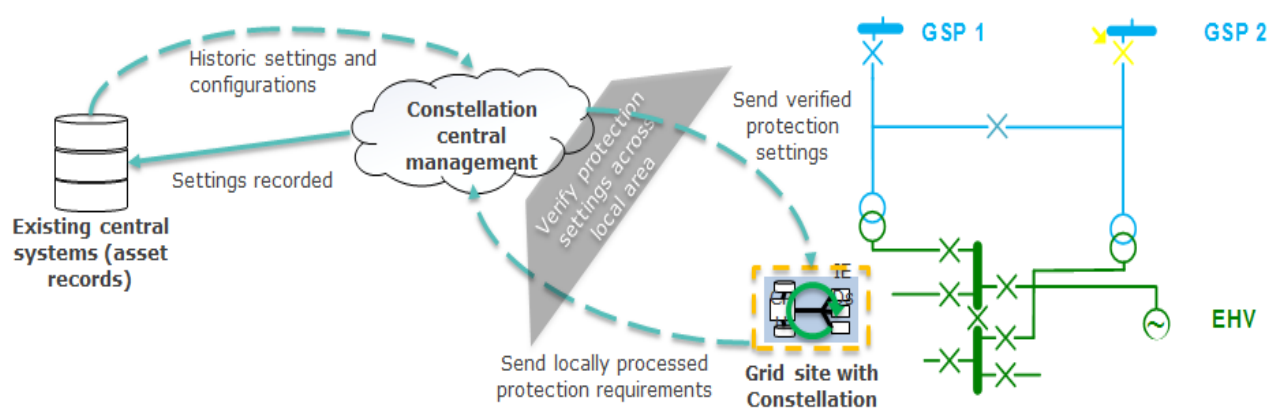 Historic settings and
configurations
Constellation
central
management
Settings recorded
Existing central
systems (asset
records)
Verify protection
settings across
local area
Send verified
protection
settings
Send locally processed
protection requirements
IE
Grid site with
Constellation
GSP 1
GSP 2
EHV